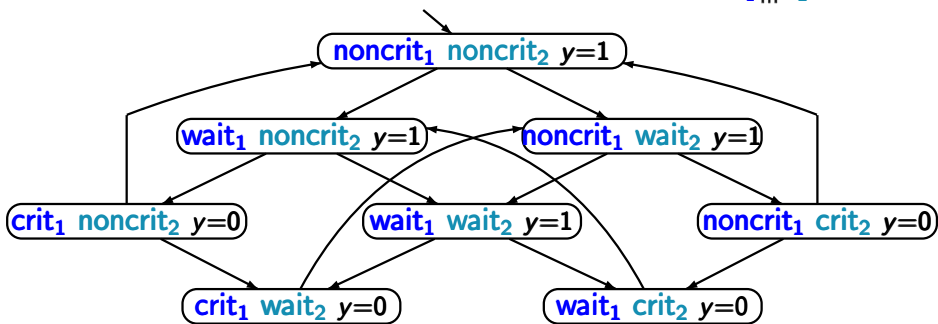 noncrit₁ noncrit₂ y=1
wait₁ noncrit₂ y=1
noncrit₁ wait₂ y=1
crit₁ noncrit₂ y=0
wait₁ wait₂ y=1
noncrit₁ crit₂ y=0
crit₁ wait₂ y=0
wait₁ crit₂ y=0